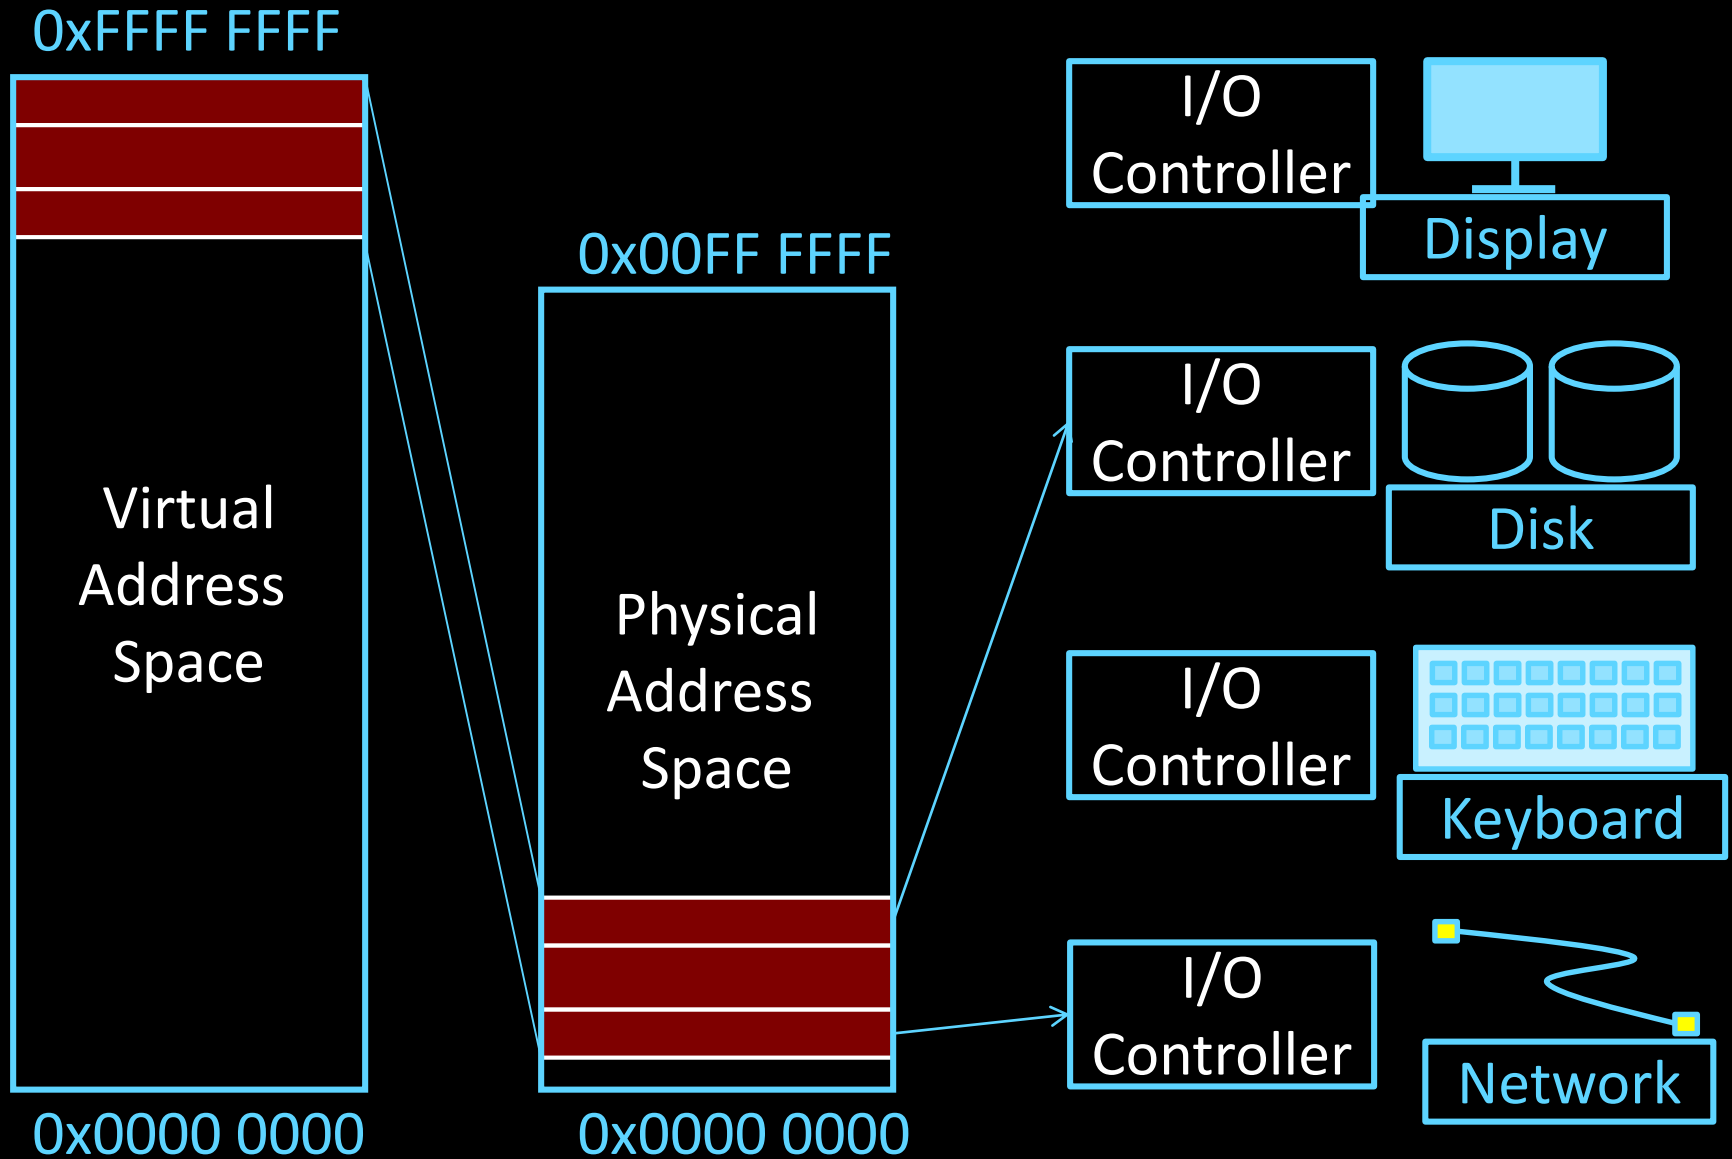 0xFFFF FFFF
Virtual
Address
Space
0x0000 0000
0x00FF FFFF
Physical
Address
Space
0x0000 0000
I/O
Controller
Display
I/O
Controller
Disk
I/O
Controller
Keyboard
I/O
Controller
Network